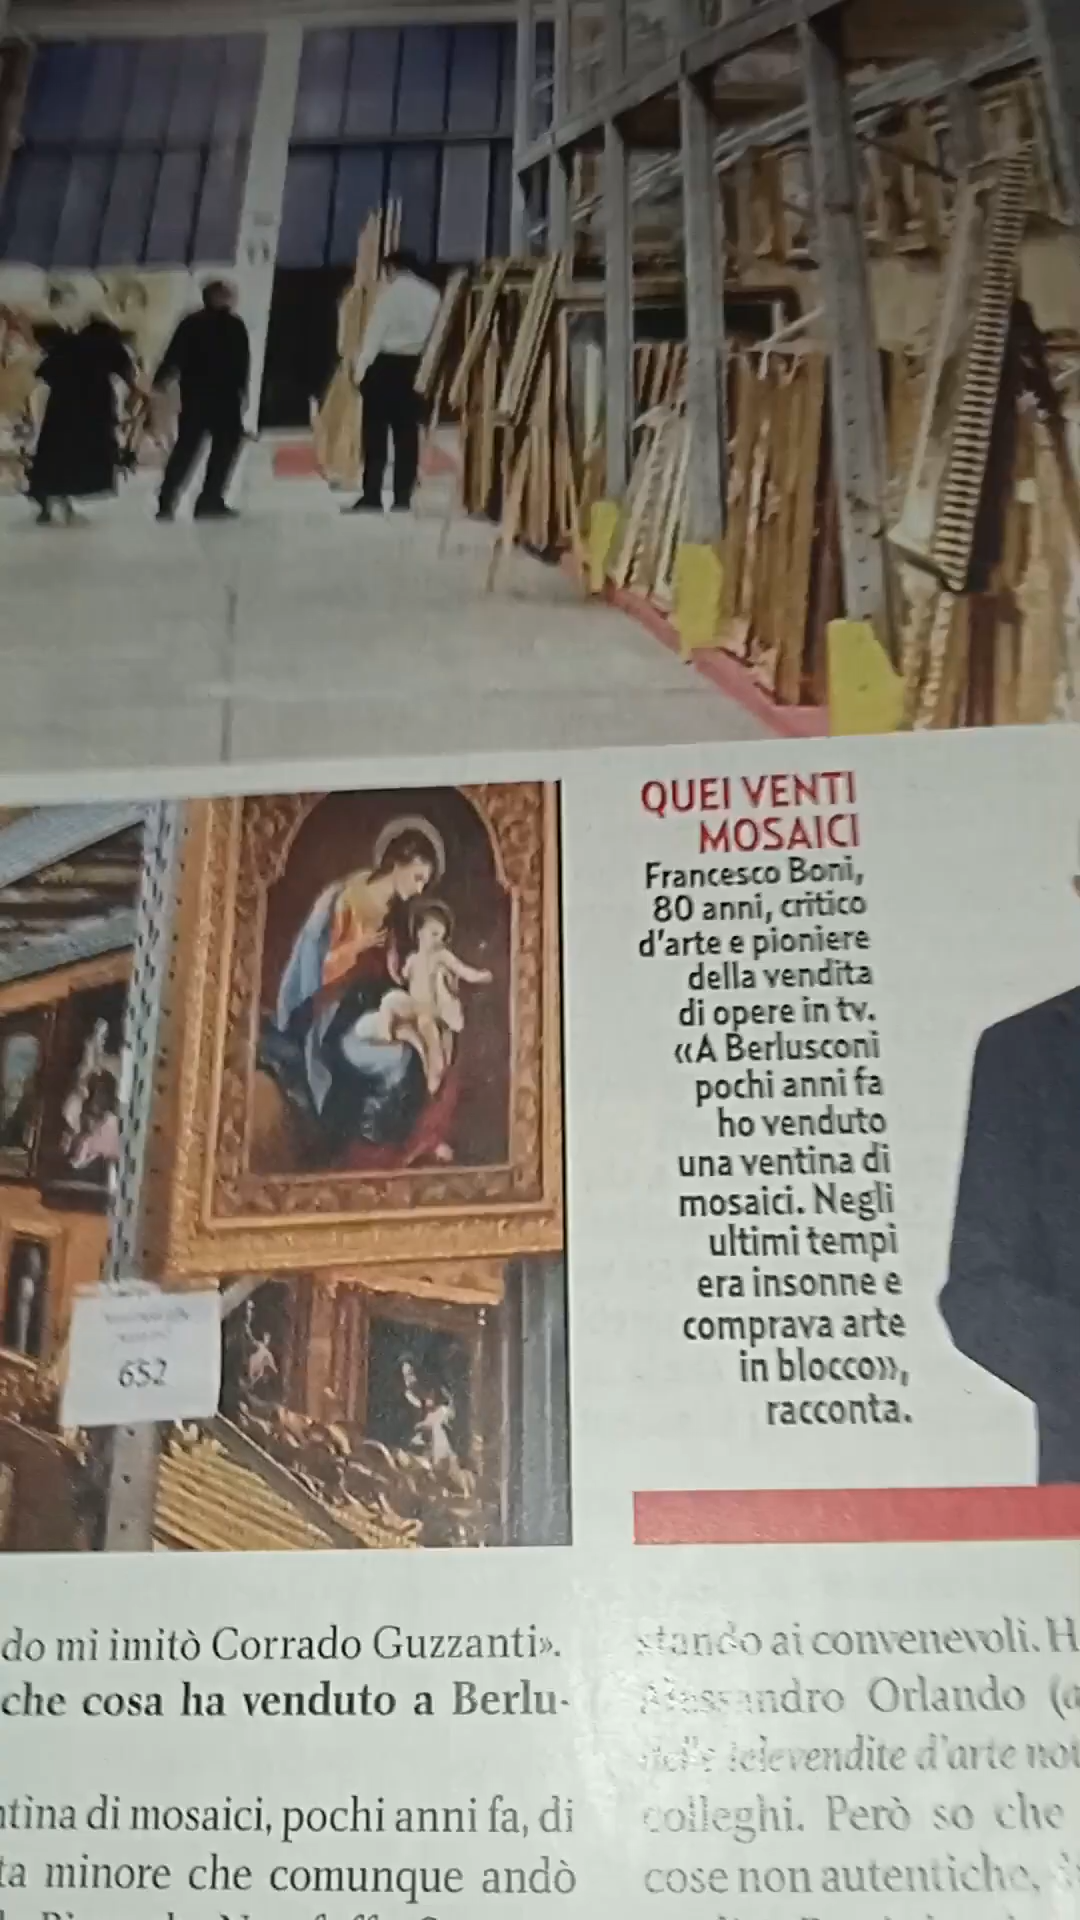 QUEI VENTI
MOSAICI
Francesco Boni,
80 anni, critico
d'arte e pioniere
della vendita
di opere in tv.
«A Berlusconi
pochi anni fa
ho venduto
una ventina di
mosaici. Negli
ultimi tempi
era insonne e
comprava arte
in blocco»,
racconta.
652
do mi imitò Corrado Guzzanti».
che cosa ha venduto a Berlu-
ntina di mosaici, pochi anni fa, di
ta minore che comunque andò
stando ai convenevoli. H
Alessandro Orlando (a
delle televendite d'arte not
colleghi. Però so che
cose non autentiche,